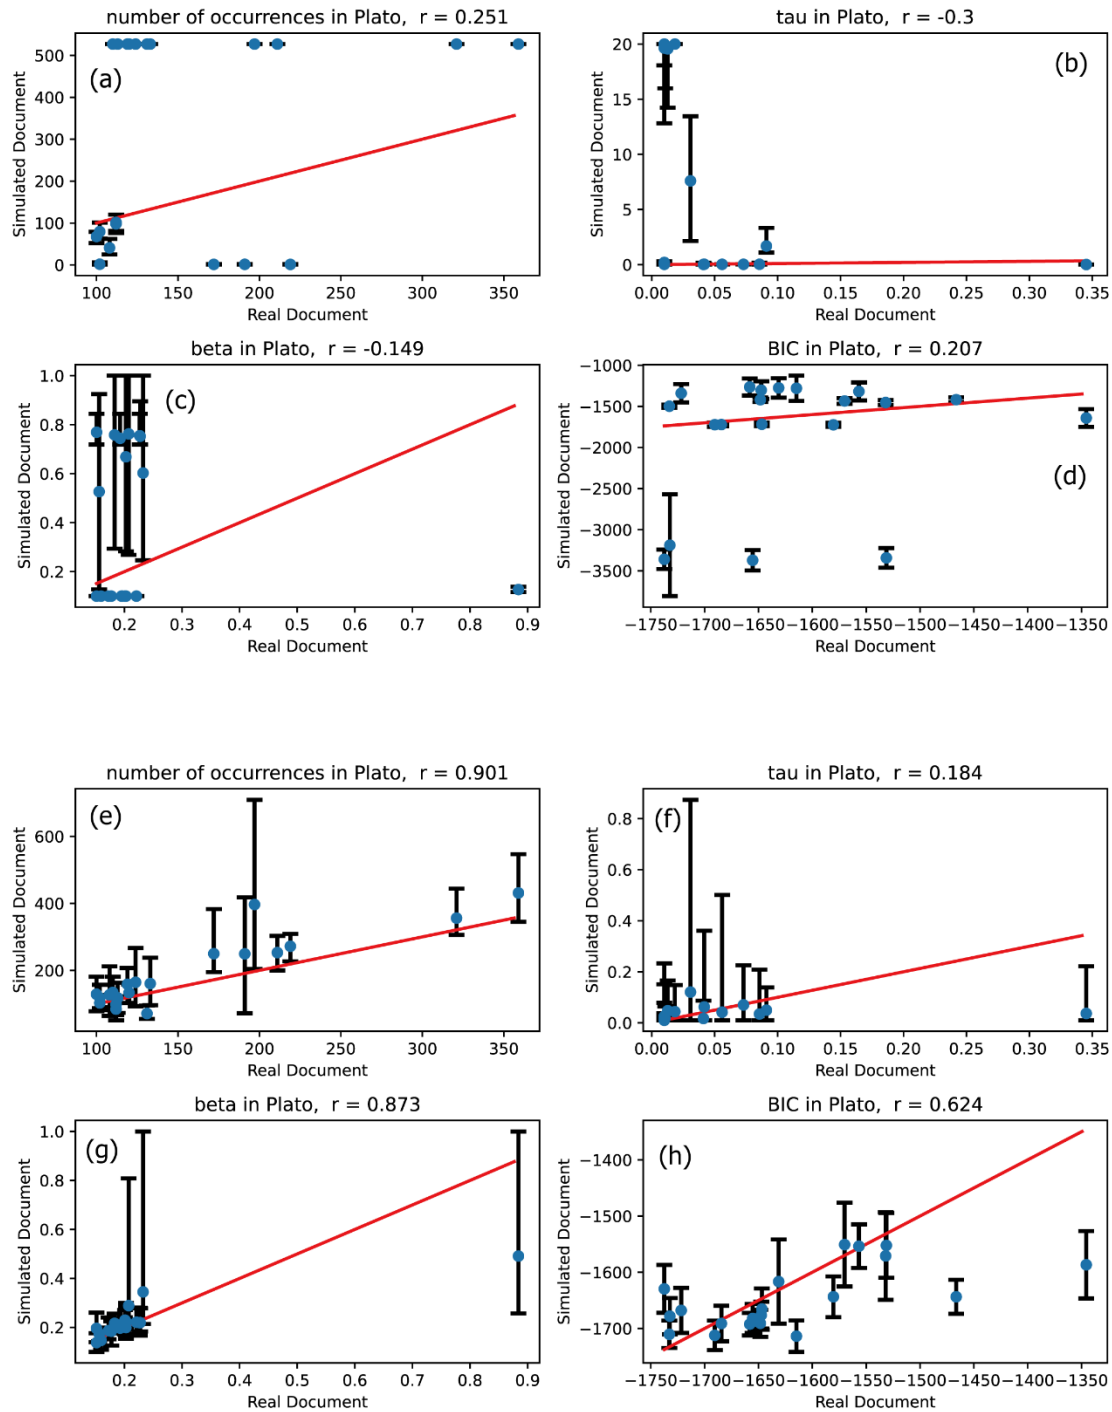 number of occurrences in Plato, r = 0.251
(a)
Simulated Document
500
400
300
200
100
0
100 150 200 250 300 350
Real Document
tau in Plato, r = -0.3
(b)
Simulated Document
20
15
10
5
0
0.00 0.05 0.10 0.15 0.20 0.25 0.30 0.35
Real Document
beta in Plato, r = -0.149
(c)
Simulated Document
1.0
0.8
0.6
0.4
0.2
0.2 0.2 0.3 0.4 0.5 0.6 0.7 0.9
Real Document
BIC in Plato, r = 0.207
(d)
Simulated Document
−1000
−1500
−2000
−2500
−3000
−3500
−1750 −1700 −1650 −1600 −1550 −1500 −1450 −1400 −1350
Real Document
number of occurrences in Plato, r = 0.901
(e)
Simulated Document
600
400
200
100 150 200 250 300 350
Real Document
tau in Plato, r = 0.184
(f)
Simulated Document
0.8
0.6
0.4
0.2
0.0
0.00 0.05 0.10 0.15 0.20 0.25 0.30 0.35
Real Document
beta in Plato, r = 0.873
(g)
Simulated Document
1.0
0.8
0.6
0.4
0.2
0.2 0.2 0.3 0.4 0.5 0.6 0.7 0.9
Real Document
BIC in Plato, r = 0.624
(h)
Simulated Document
−1400
−1500
−1600
−1700
−1750 −1700 −1650 −1600 −1550 −1500 −1450 −1400 −1350
Real Document